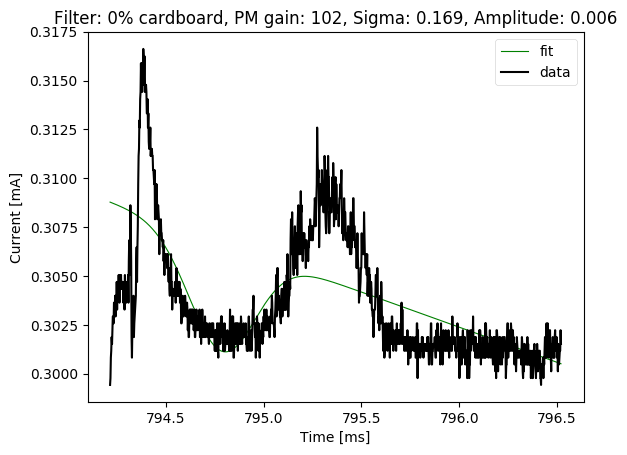 Filter: 0% cardboard, PM gain: 102, Sigma: 0.169, Amplitude: 0.006
fit
data
0.3175
0.3150
0.3125
0.3100
0.3075
0.3050
0.3025
0.3000
Current [mA]
794.5 795.0 795.5 796.0 796.5
Time [ms]